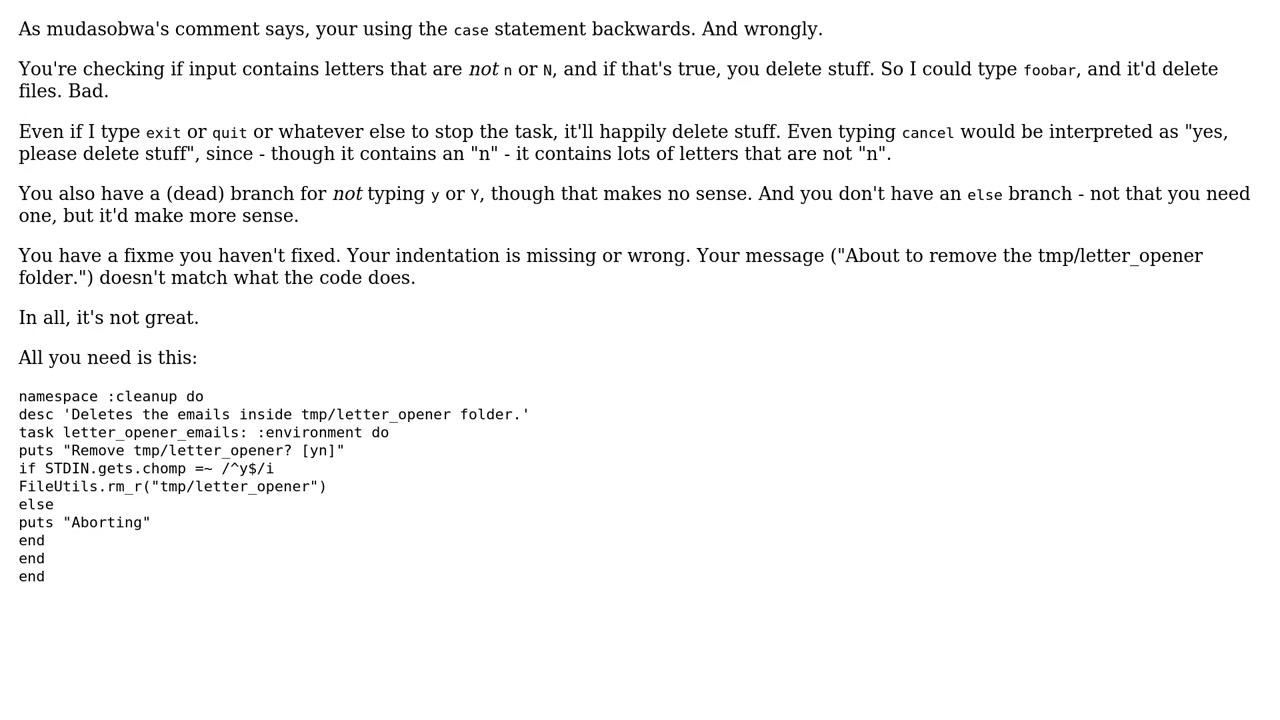 As mudasobwa's comment says, your using the case statement backwards. And wrongly.
You're checking if input contains letters that are not n or N, and if that's true, you delete stuff. So I could type foobar, and it'd delete
files. Bad.
Even if I type exit or quit or whatever else to stop the task, it'll happily delete stuff. Even typing cancel would be interpreted as "yes,
please delete stuff", since - though it contains an "n" - it contains lots of letters that are not "n".
You also have a (dead) branch for not typing y or Y, though that makes no sense. And you don't have an else branch - not that you need
one, but it'd make more sense.
You have a fixme you haven't fixed. Your indentation is missing or wrong. Your message ("About to remove the tmp/letter_opener
folder.") doesn't match what the code does.
In all, it's not great.
All you need is this:
namespace :cleanup do
desc 'Deletes the emails inside tmp/letter_opener folder.'
task letter_opener_emails: :environment do
puts "Remove tmp/letter_opener? [yn]"
if STDIN.gets.chomp =~ /^y$/i
FileUtils.rm_r("tmp/letter_opener")
else
puts "Aborting"
end
end
end